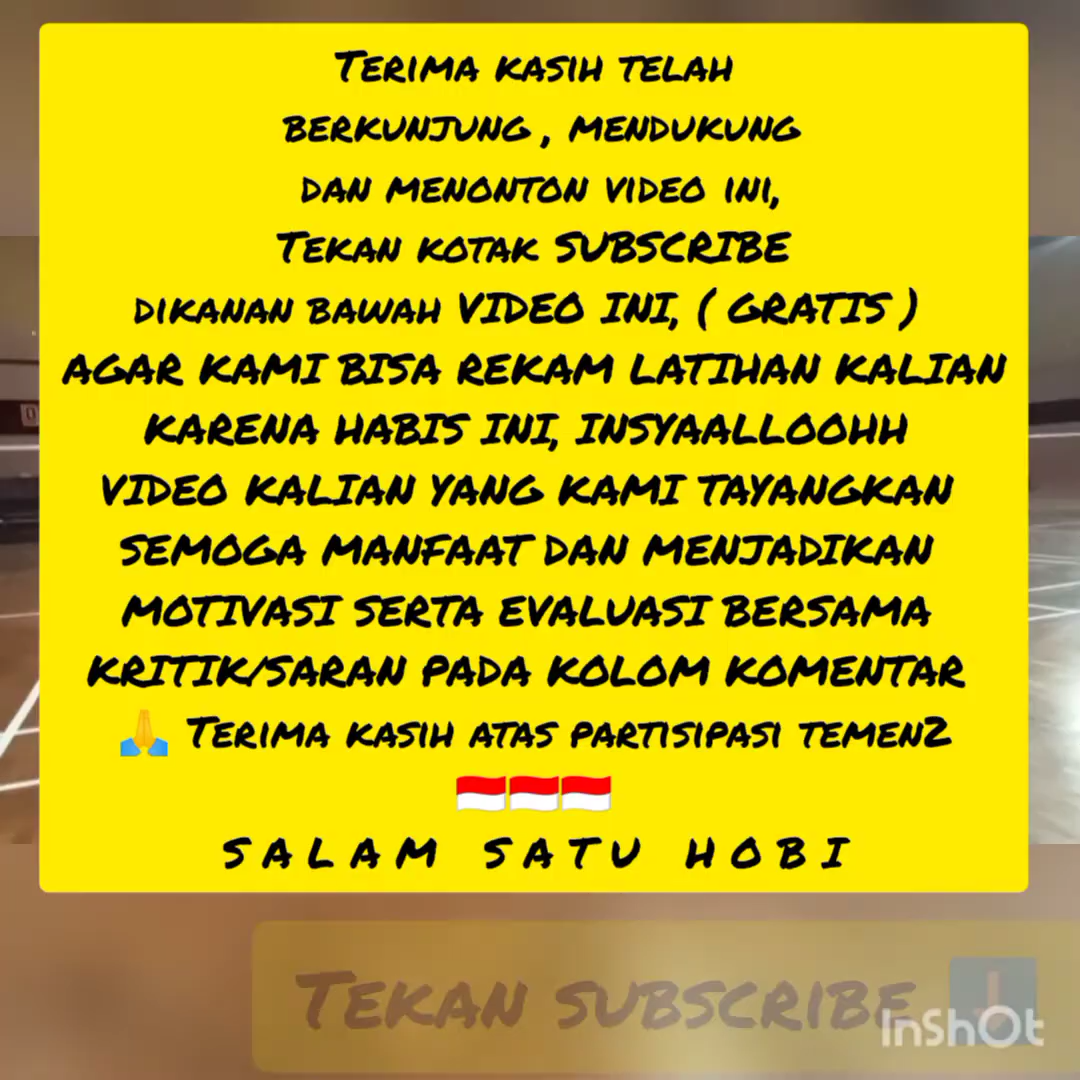 Terima kasih telah
berkunjung , mendukung
dan menonton video ini,
Tekan kotak SUBSCRIBE
dikanan bawah VIDEO INI, ( GRATIS )
AGAR KAMI BISA REKAM LATIHAN KALIAN
KARENA HABIS INI, INSYAALLOOHH
VIDEO KALIAN YANG KAMI TAYANGKAN
SEMOGA MANFAAT DAN MENJADIKAN
MOTIVASI SERTA EVALUASI BERSAMA
KRITIK/SARAN PADA KOLOM KOMENTAR
🙏 Terima kasih atas partisipasi temen2
🇮🇩🇮🇩🇮🇩
S A L A M S A T U H O B I
Tekan subscribe ⬇
InShOt